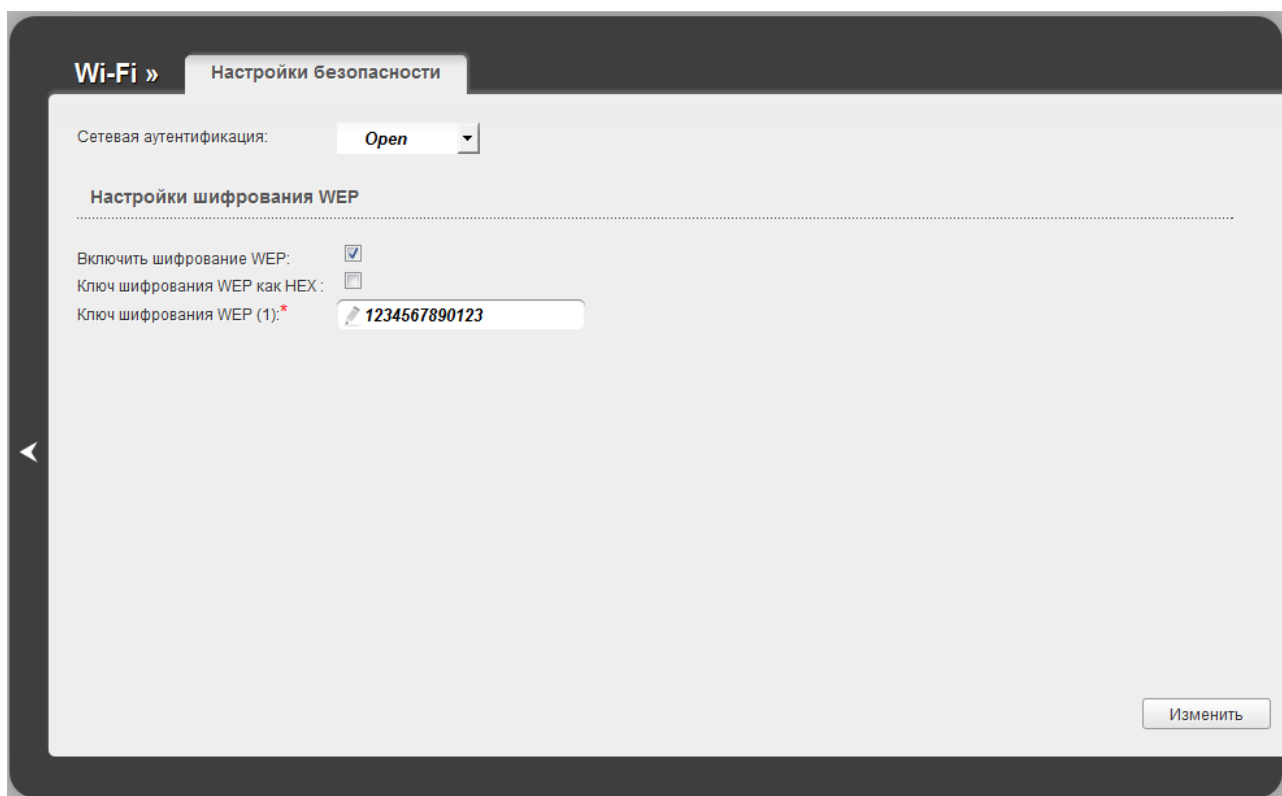 Wi-Fi » Настройки безопасности
Сетевая аутентификация: Open
Настройки шифрования WEP
Включить шифрование WEP:
Ключ шифрования WEP как HEX :
Ключ шифрования WEP (1):* 1234567890123
Изменить